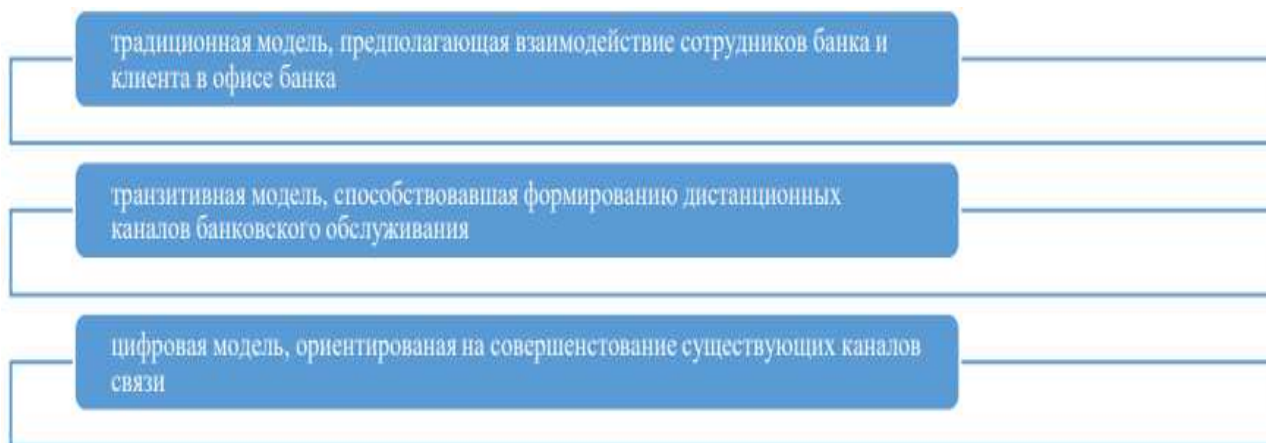 традиционная модель, предполагающая взаимодействие сотрудников банка и
клиента в офисе банка
транзитивная модель, способствовавшая формированию дистанционных
каналов банковского обслуживания
цифровая модель, ориентированая на совершенстование существующих каналов
связи